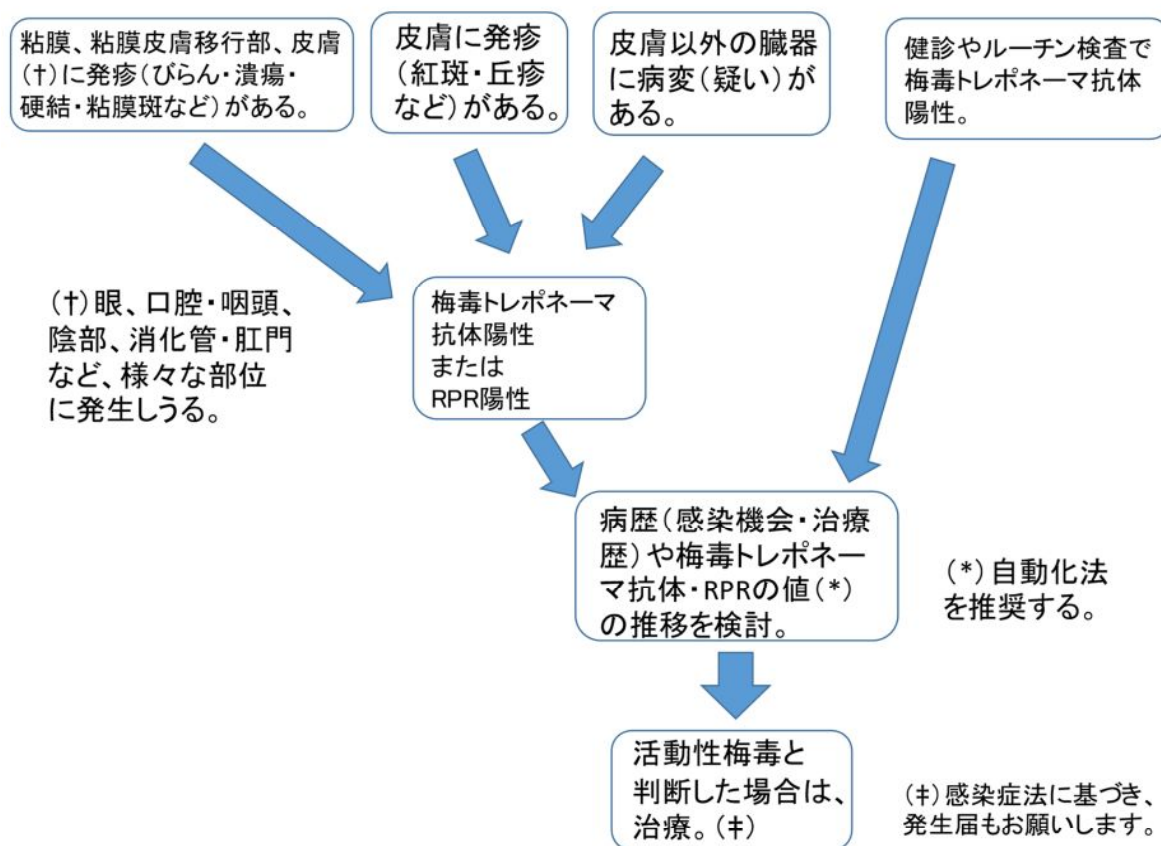 粘膜、粘膜皮膚移行部、皮膚
(†)に発疹(びらん・潰瘍・
硬結・粘膜斑など)がある。
皮膚に発疹
(紅斑・丘疹
など)がある。
皮膚以外の臓器
に病変(疑い)が
ある。
健診やルーチン検査で
梅毒トレポネーマ抗体
陽性。
(†)眼、口腔・咽頭、
陰部、消化管・肛門
など、様々な部位
に発生しうる。
梅毒トレポネーマ
抗体陽性
または
RPR陽性
病歴(感染機会・治療
歴)や梅毒トレポネー
マ抗体・RPRの値(*)
の推移を検討。
(*)自動化法
を推奨する。
活動性梅毒と
判断した場合は、
治療。(‡)
(‡)感染症法に基づき、
発生届もお願いします。